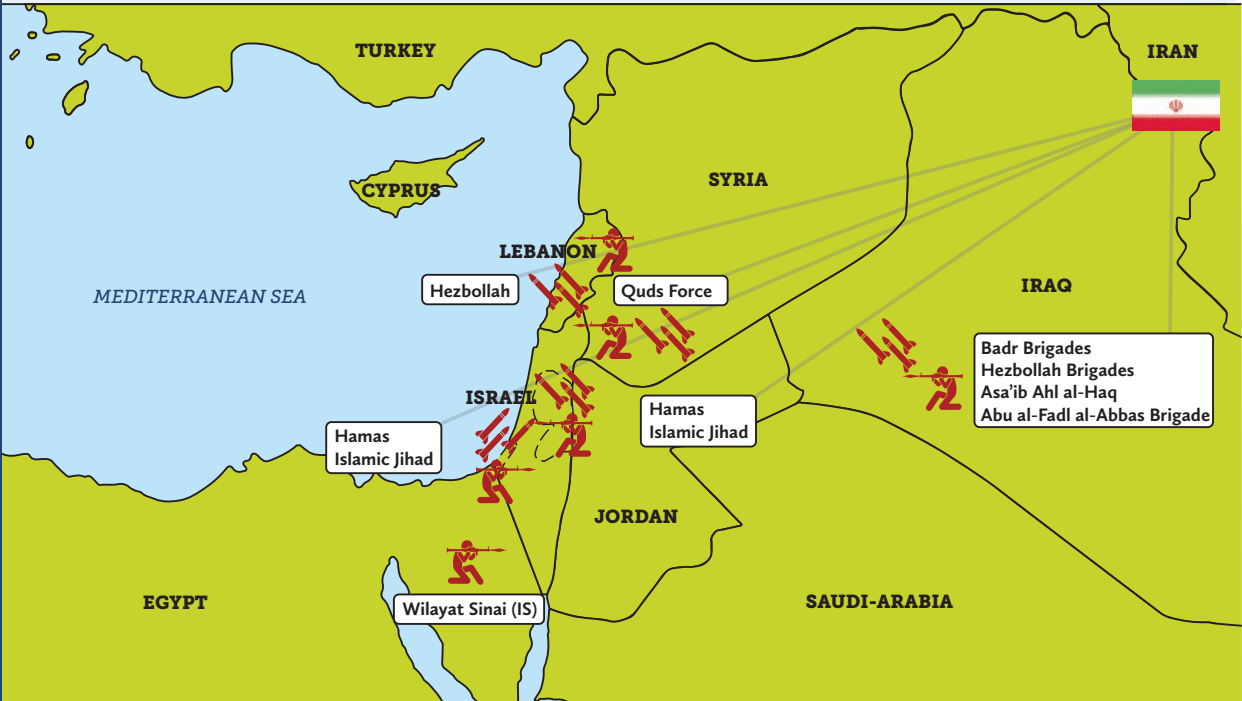 TURKEY
IRAN
CYPRUS
SYRIA
LEBANON
Hezbollah
Quds Force
MEDITERRANEAN SEA
IRAQ
Badr Brigades
Hezbollah Brigades
Asa'ib Ahl al-Haq
Abu al-Fadl al-Abbas Brigade
ISRAEL
Hamas
Islamic Jihad
Hamas
Islamic Jihad
JORDAN
EGYPT
Wilayat Sinai (IS)
SAUDI-ARABIA